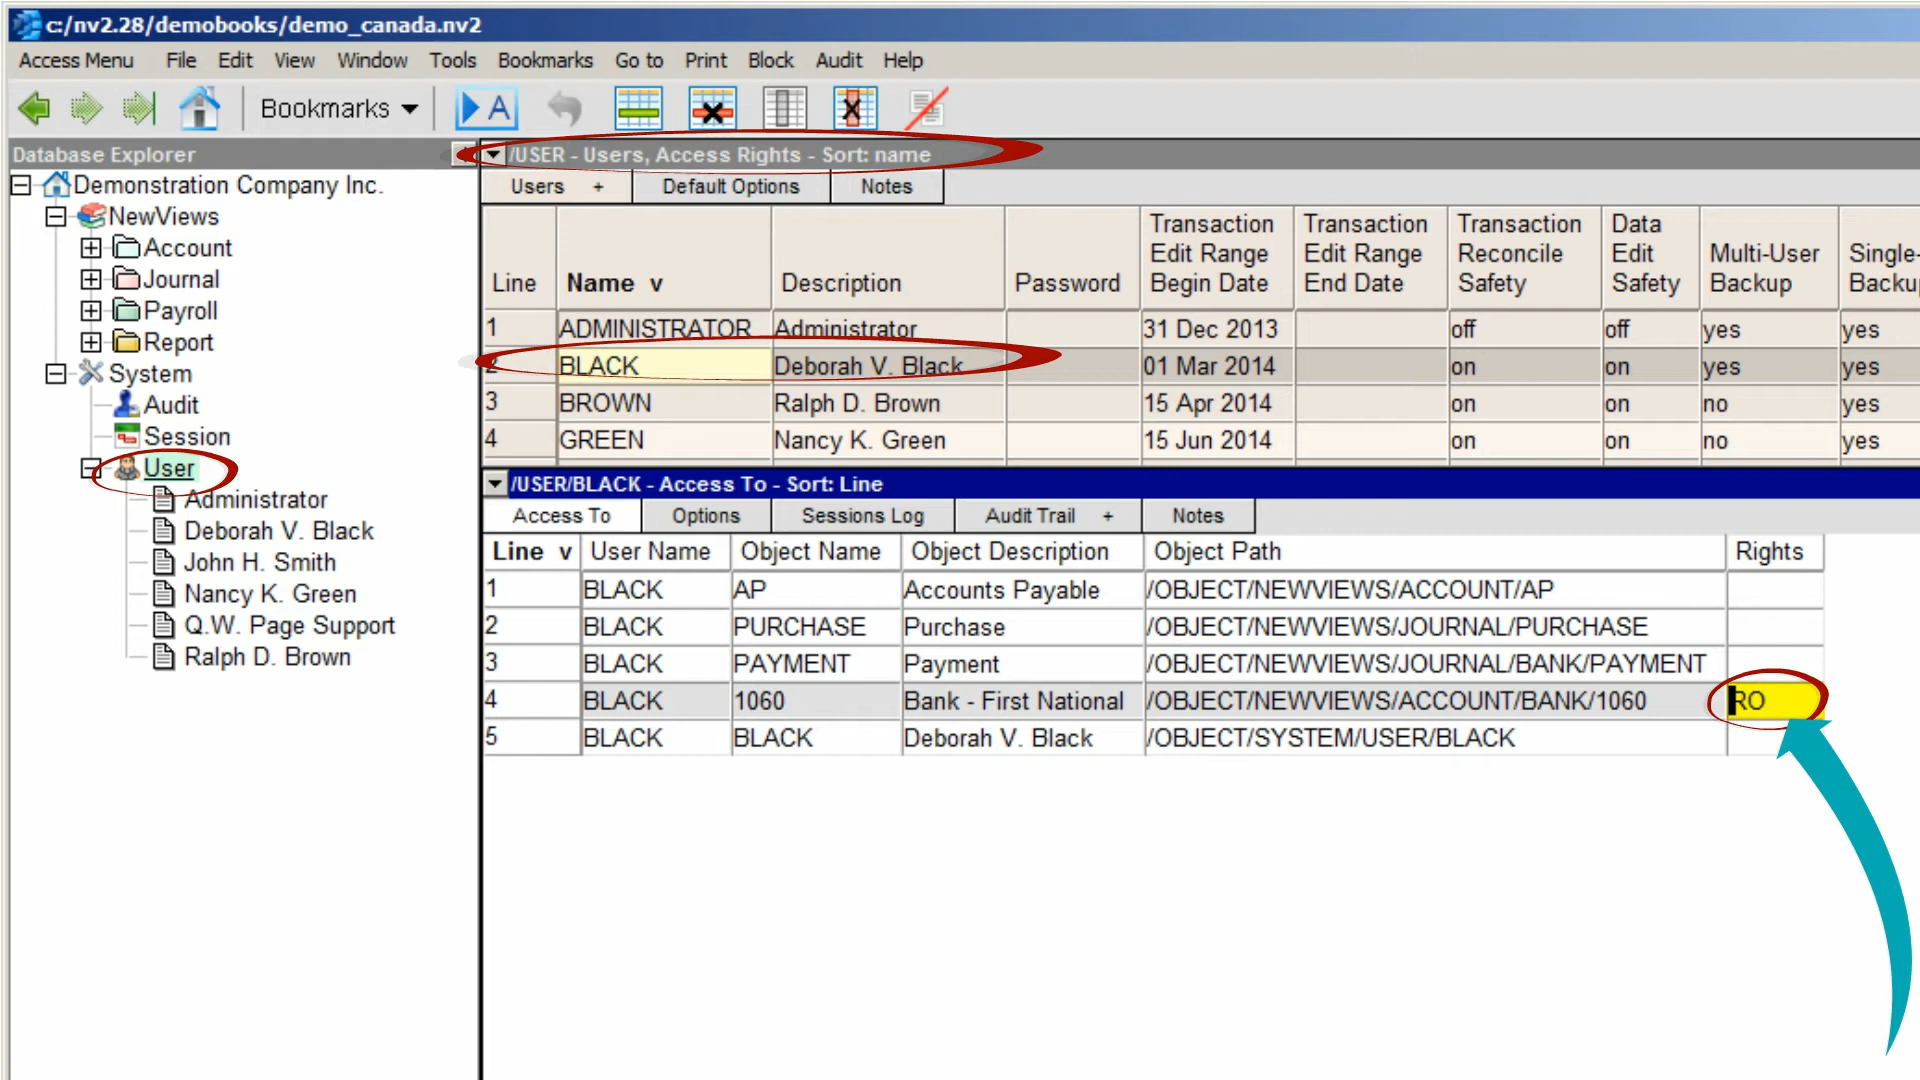 c:/nv2.28/demobooks/demo_canada.nv2
Access Menu File Edit View Window Tools Bookmarks Go to Print Block Audit Help
Bookmarks A
Database Explorer
Demonstration Company Inc.
NewViews
Account
Journal
Payroll
Report
System
Audit
Session
User
Administrator
Deborah V. Black
John H. Smith
Nancy K. Green
Q.W. Page Support
Ralph D. Brown
/USER - Users, Access Rights - Sort: name
Users + Default Options Notes
Line Name v Description Password Transaction Edit Range Begin Date Transaction Edit Range End Date Transaction Reconcile Safety Data Edit Safety Multi-User Backup Single- Backup
1 ADMINISTRATOR Administrator 31 Dec 2013 off off yes yes
2 BLACK Deborah V. Black 01 Mar 2014 on on yes yes
3 BROWN Ralph D. Brown 15 Apr 2014 on on no yes
4 GREEN Nancy K. Green 15 Jun 2014 on on no yes
/USER/BLACK - Access To - Sort: Line
Access To Options Sessions Log Audit Trail + Notes
Line v User Name Object Name Object Description Object Path Rights
1 BLACK AP Accounts Payable /OBJECT/NEWVIEWS/ACCOUNT/AP
2 BLACK PURCHASE Purchase /OBJECT/NEWVIEWS/JOURNAL/PURCHASE
3 BLACK PAYMENT Payment /OBJECT/NEWVIEWS/JOURNAL/BANK/PAYMENT
4 BLACK 1060 Bank - First National /OBJECT/NEWVIEWS/ACCOUNT/BANK/1060 RO
5 BLACK BLACK Deborah V. Black /OBJECT/SYSTEM/USER/BLACK